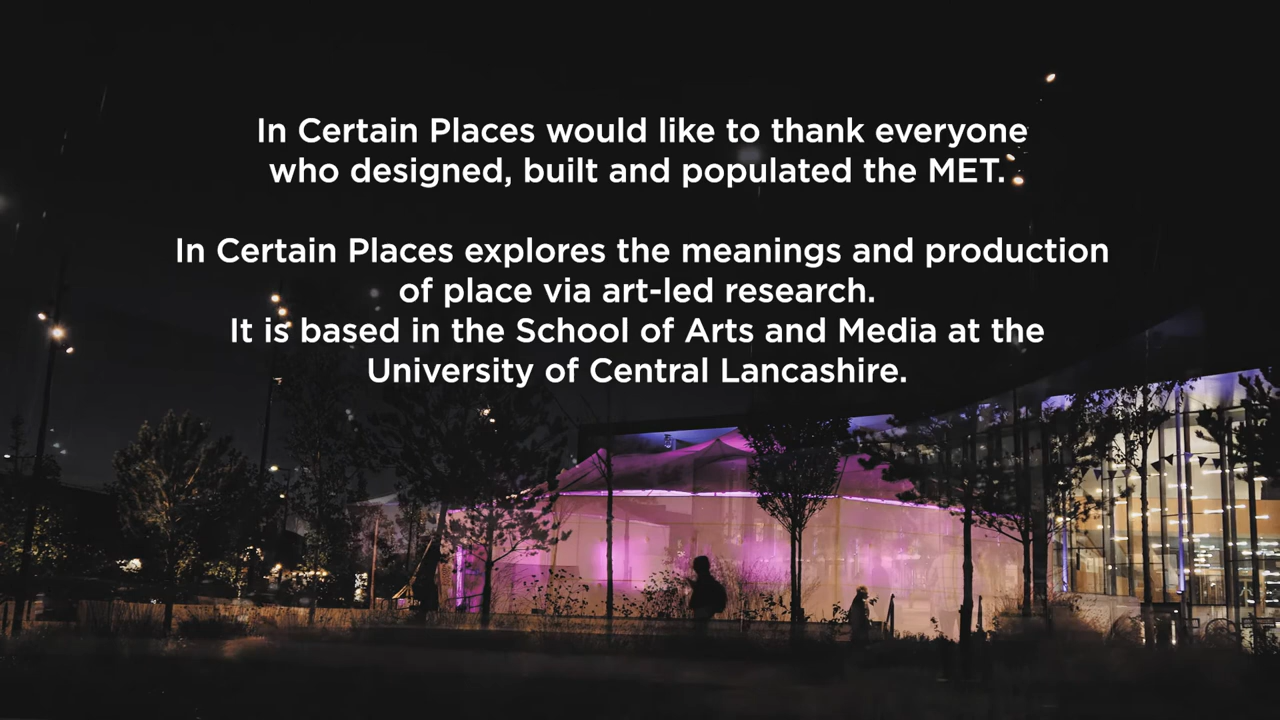 In Certain Places would like to thank everyone
who designed, built and populated the MET.
In Certain Places explores the meanings and production
of place via art-led research.
It is based in the School of Arts and Media at the
University of Central Lancashire.